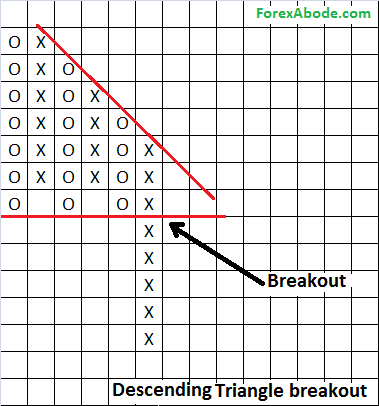 ForexAbode.com
O X
O X O
O X O X
O X O X O
O X O X O X
O X O X O X
O O O X
X
X
X
Breakout
X
X
Descending Triangle breakout